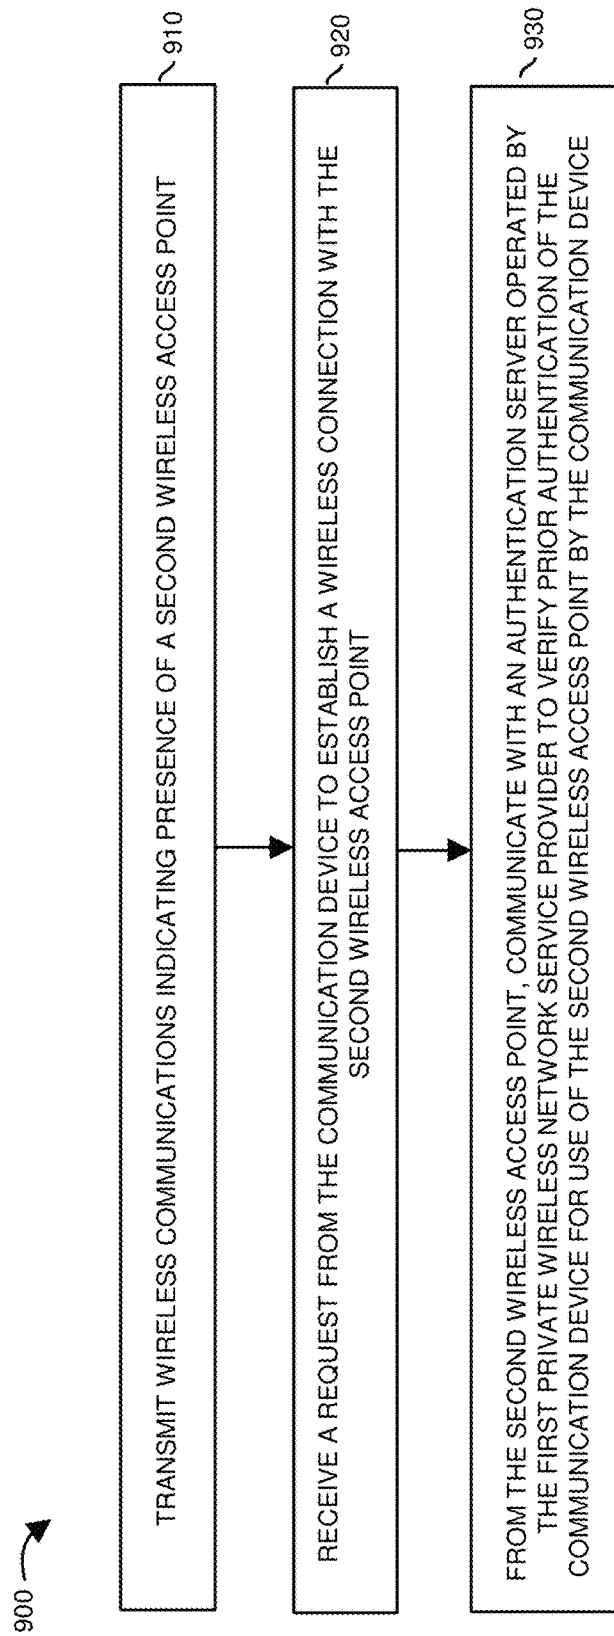 900
910
TRANSMIT WIRELESS COMMUNICATIONS INDICATING PRESENCE OF A SECOND WIRELESS ACCESS POINT
920
RECEIVE A REQUEST FROM THE COMMUNICATION DEVICE TO ESTABLISH A WIRELESS CONNECTION WITH THE
SECOND WIRELESS ACCESS POINT
930
FROM THE SECOND WIRELESS ACCESS POINT, COMMUNICATE WITH AN AUTHENTICATION SERVER OPERATED BY
THE FIRST PRIVATE WIRELESS NETWORK SERVICE PROVIDER TO VERIFY PRIOR AUTHENTICATION OF THE
COMMUNICATION DEVICE FOR USE OF THE SECOND WIRELESS ACCESS POINT BY THE COMMUNICATION DEVICE